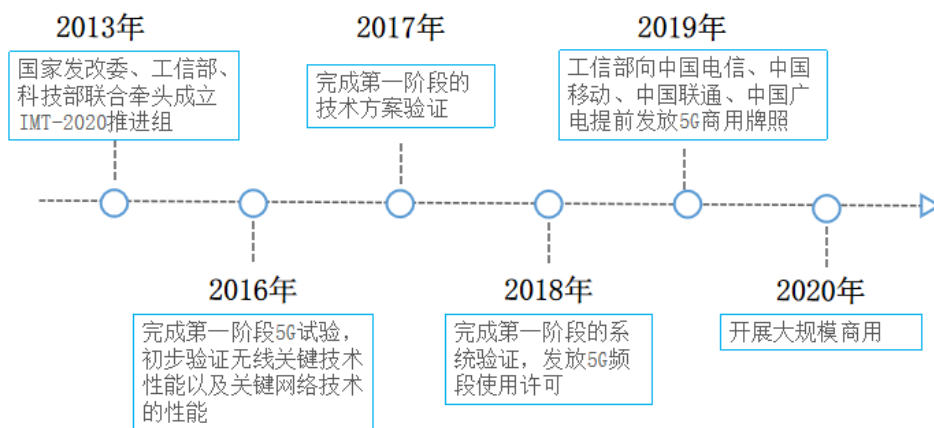 2013年
国家发改委、工信部、
科技部联合牵头成立
IMT-2020推进组
2016年
完成第一阶段5G试验，
初步验证无线关键技术
性能以及关键网络技术
的性能
2017年
完成第一阶段的
技术方案验证
2018年
完成第一阶段的系
统验证，发放5G频
段使用许可
2019年
工信部向中国电信、中国
移动、中国联通、中国广
电提前发放5G商用牌照
2020年
开展大规模商用